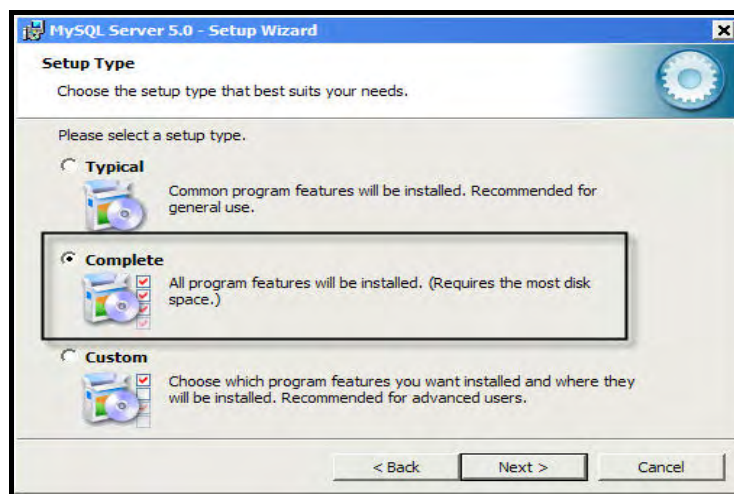 MySQL Server 5.0 - Setup Wizard
Setup Type
Choose the setup type that best suits your needs.
Please select a setup type.
Typical
Common program features will be installed. Recommended for
general use.
Complete
All program features will be installed. (Requires the most disk
space.)
Custom
Choose which program features you want installed and where they
will be installed. Recommended for advanced users.
< Back
Next >
Cancel